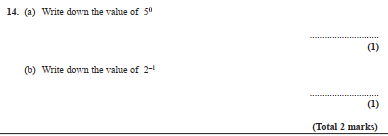 14. (a) Write down the value of 5⁰
..............................
(1)
(b) Write down the value of 2⁻¹
..............................
(1)
(Total 2 marks)